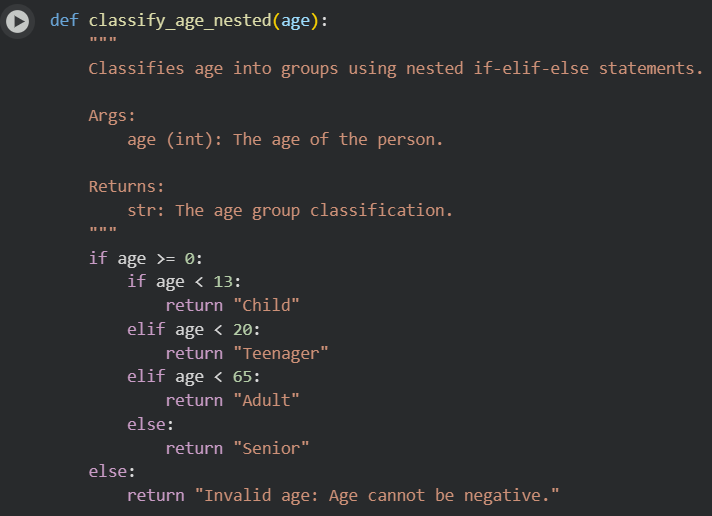 def classify_age_nested(age):
    """
    Classifies age into groups using nested if-elif-else statements.

    Args:
        age (int): The age of the person.

    Returns:
        str: The age group classification.
    """
    if age >= 0:
        if age < 13:
            return "Child"
        elif age < 20:
            return "Teenager"
        elif age < 65:
            return "Adult"
        else:
            return "Senior"
    else:
        return "Invalid age: Age cannot be negative."